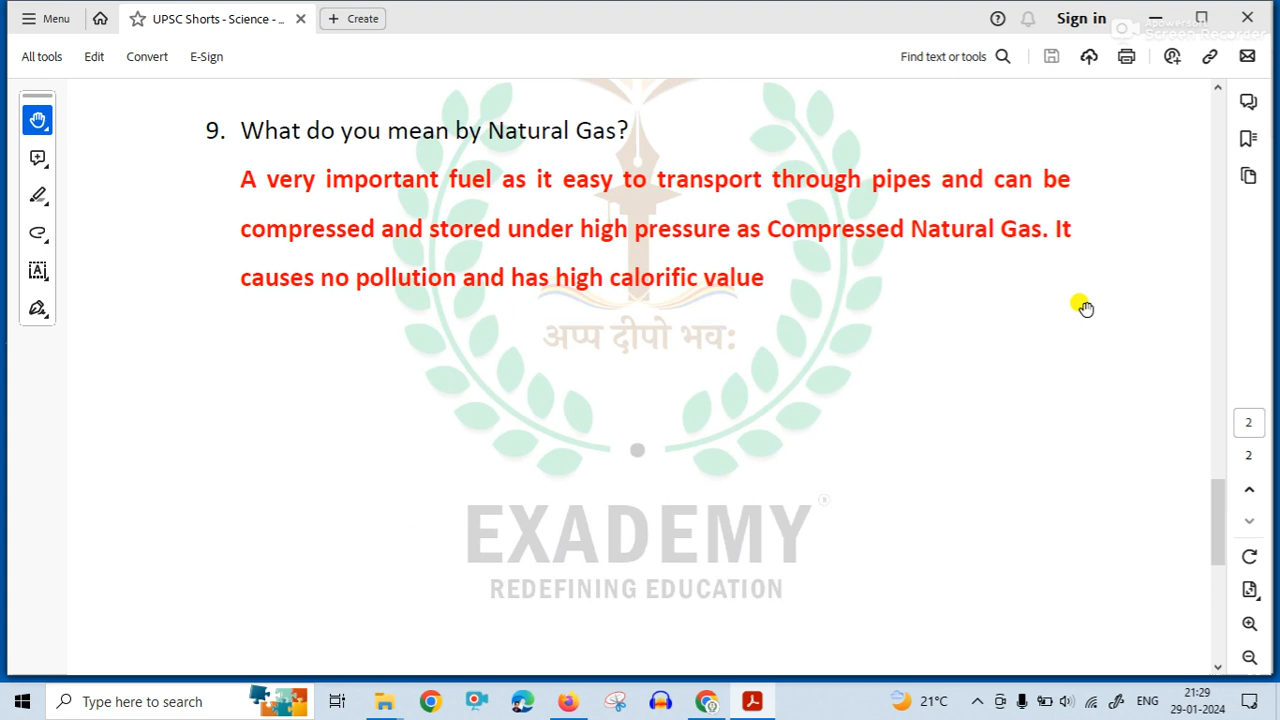 Menu
UPSC Shorts - Science - ...
Create
Sign in
Apowersoft
Screen Recorder
All tools
Edit
Convert
E-Sign
Find text or tools
9. What do you mean by Natural Gas?
A very important fuel as it easy to transport through pipes and can be
compressed and stored under high pressure as Compressed Natural Gas. It
causes no pollution and has high calorific value
अप्प दीपो भव:
EXADEMY®
REDEFINING EDUCATION
2
2
Type here to search
21°C
ENG
21:29
29-01-2024